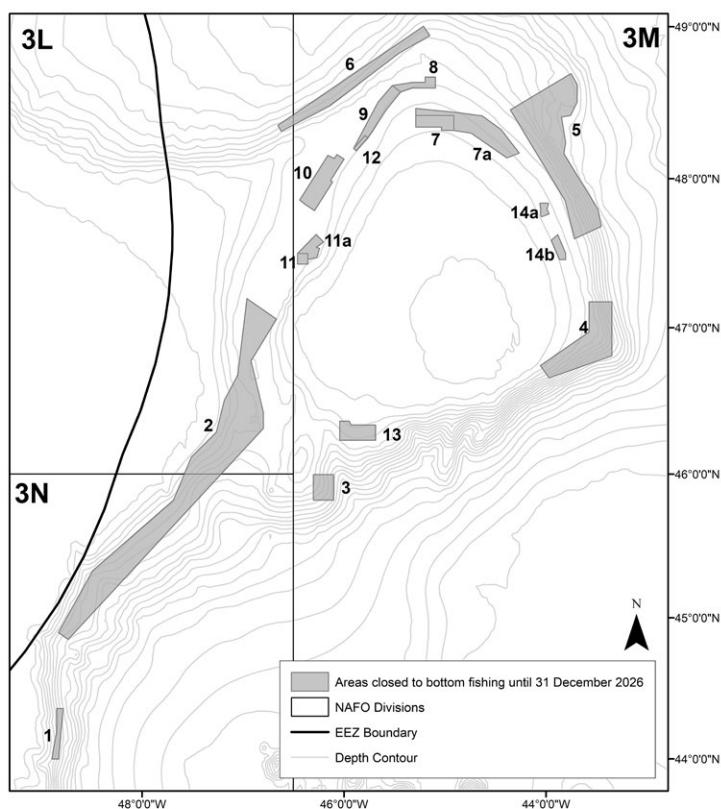 3L
3M
6
8
49°0'0"N
9
5
12
7
7a
10
48°0'0"N
14a
11a
14b
11
4
47°0'0"N
2
13
3N
46°0'0"N
3
N
45°0'0"N
Areas closed to bottom fishing until 31 December 2026
NAFO Divisions
EEZ Boundary
Depth Contour
1
44°0'0"N
48°0'0"W
46°0'0"W
44°0'0"W